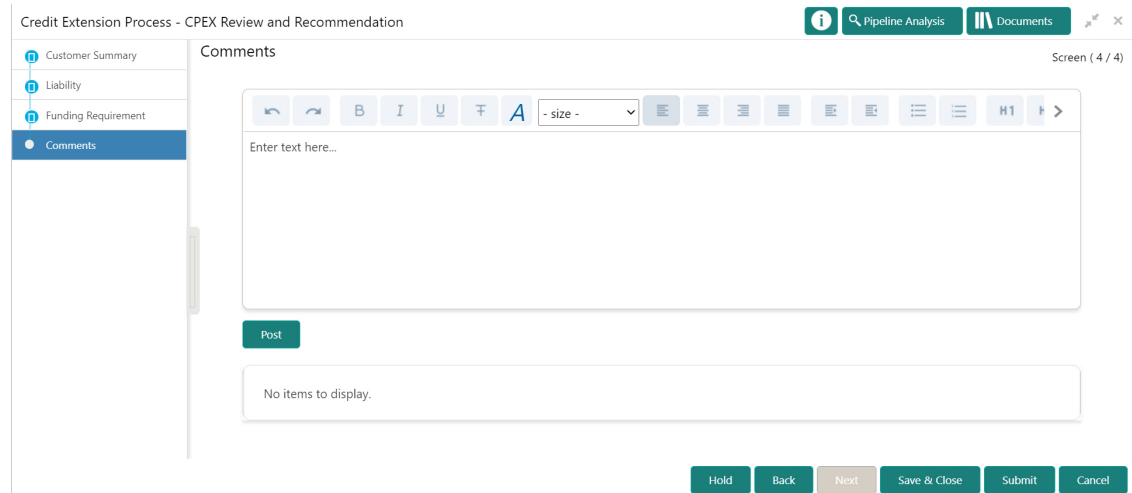 Credit Extension Process - CPEX Review and Recommendation
i Pipeline Analysis Documents
Customer Summary
Liability
Funding Requirement
Comments
Comments
Screen ( 4 / 4)
B I U T A - size - H1 H
Enter text here...
Post
No items to display.
Hold Back Next Save & Close Submit Cancel